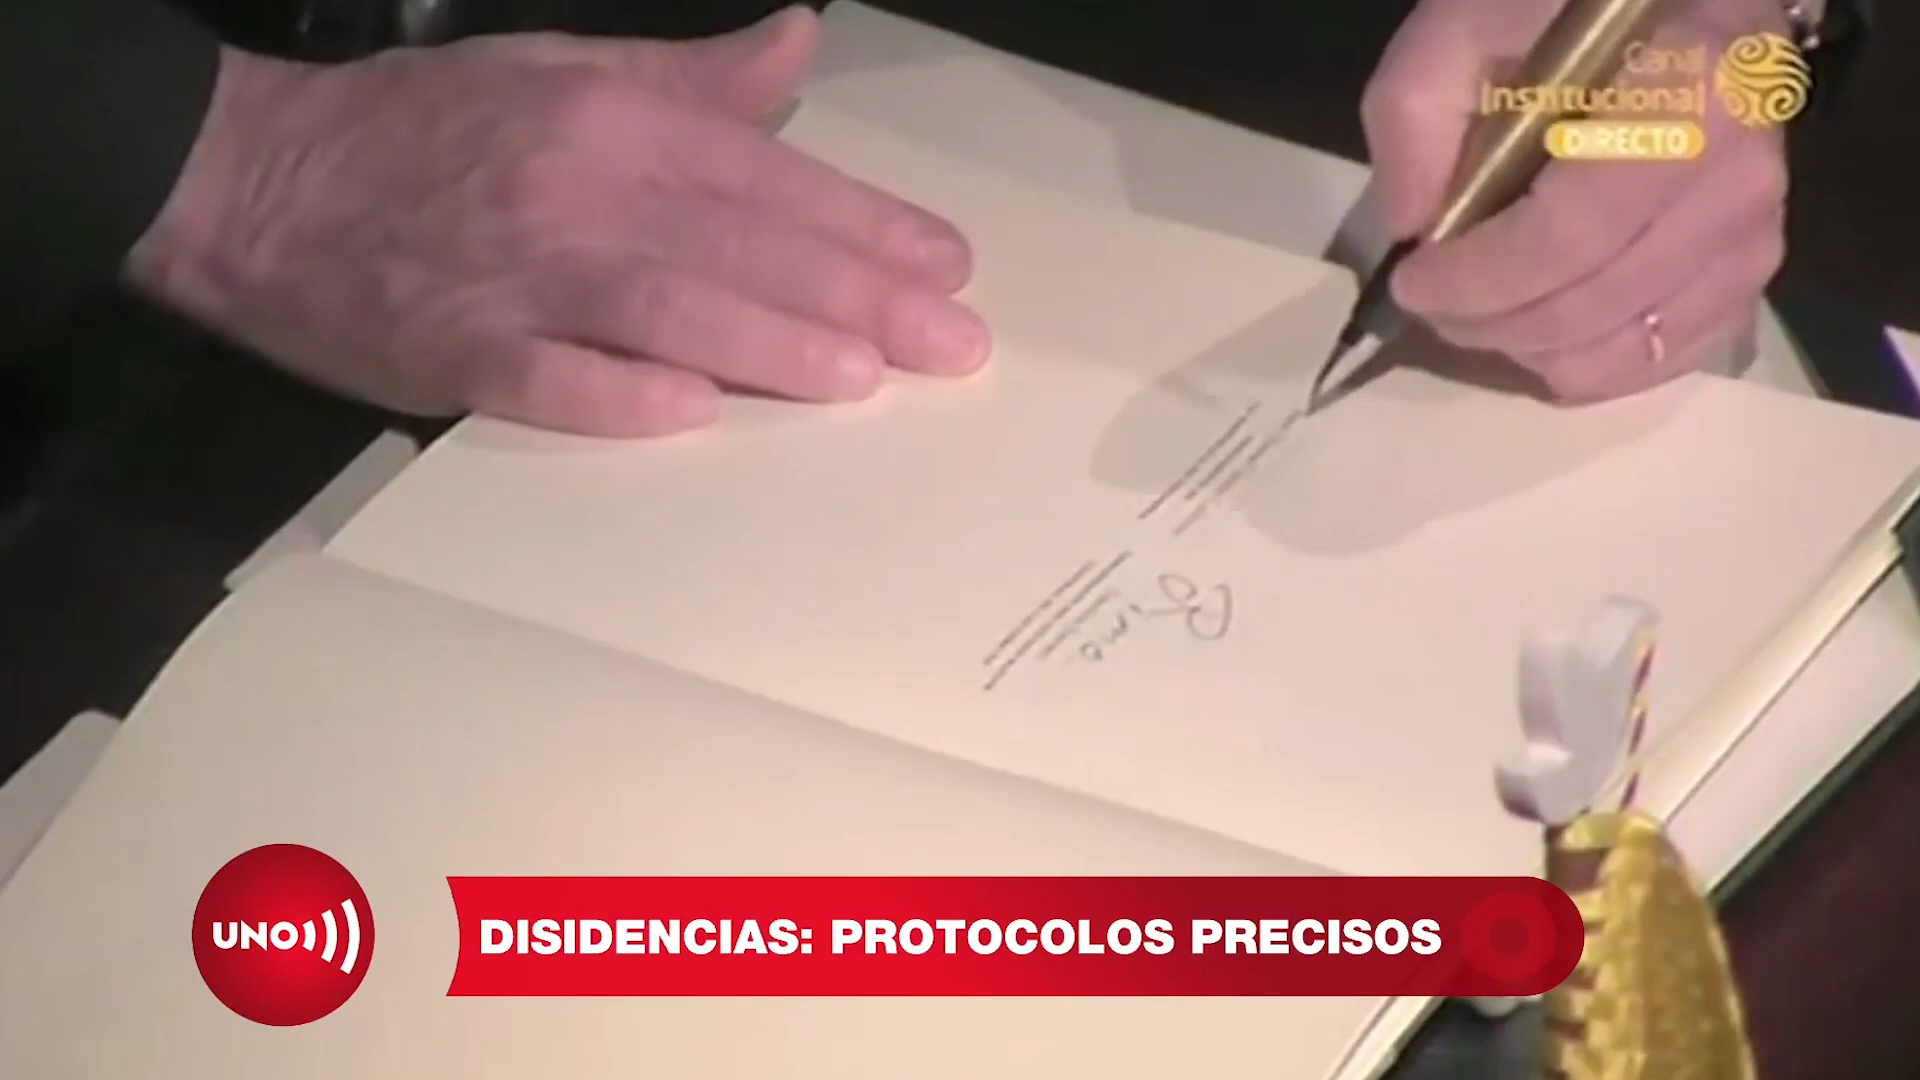 Canal
Institucional
DIRECTO
UNO
DISIDENCIAS: PROTOCOLOS PRECISOS